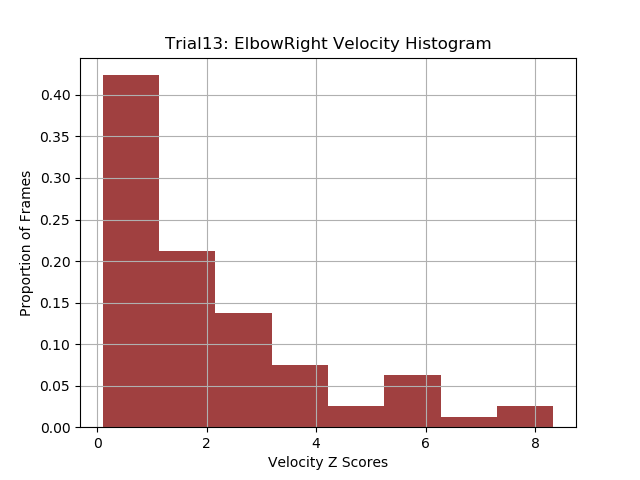 Trial13: ElbowRight Velocity Histogram
0.40
0.35
0.30
0.25
0.20
0.15
0.10
0.05
0.00
Proportion of Frames
0 2 4 6 8
Velocity Z Scores